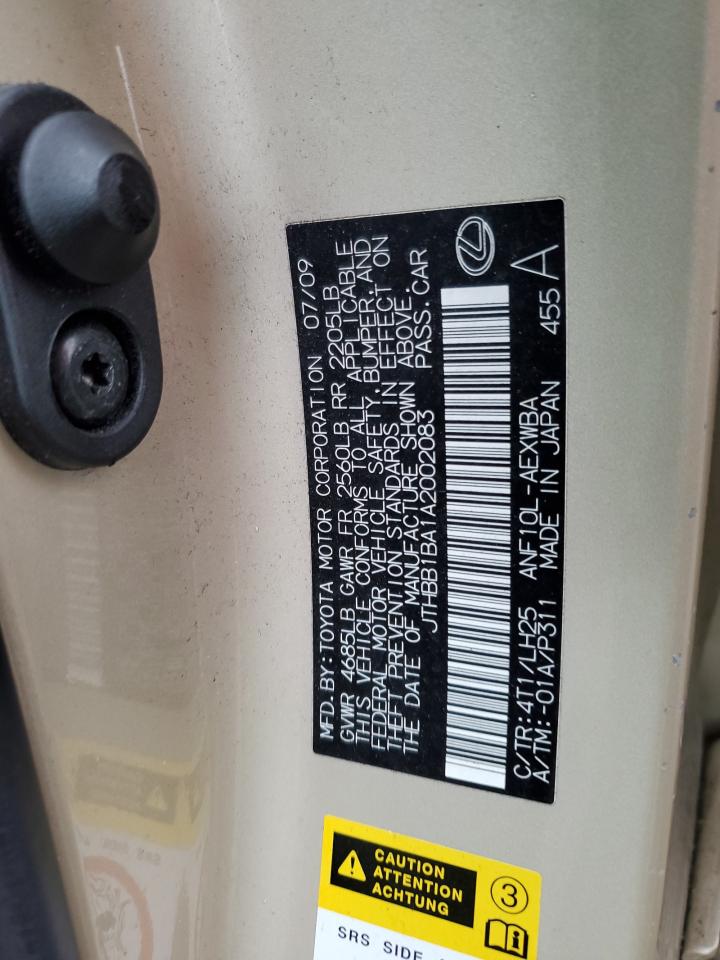 MFD. BY: TOYOTA MOTOR CORPORATION 07/09
GVWR 4685LB GAWR FR 2560LB RR 2205LB
THIS VEHICLE CONFORMS TO ALL APPLICABLE
FEDERAL MOTOR VEHICLE SAFETY, BUMPER, AND
THEFT PREVENTION STANDARDS IN EFFECT ON
THE DATE OF MANUFACTURE SHOWN ABOVE.
JTHBB1BA1A2002083 PASS. CAR
C/TR: 4T1/LH25 ANF10L-AEXWBA 455
A/TM: -01A/P311 MADE IN JAPAN A
CAUTION
ATTENTION
ACHTUNG
3
SRS SIDE